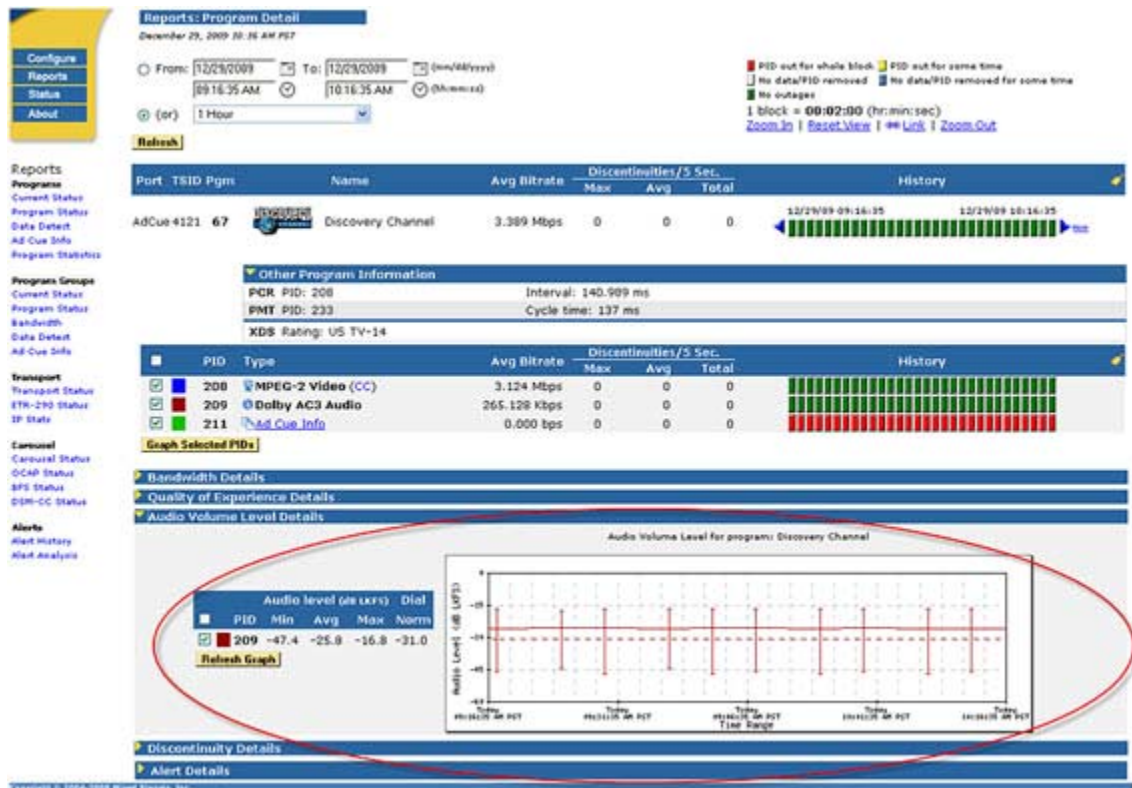 Reports: Program Detail
December 29, 2009 10:16 AM PST
Configure
Reports
Status
About
From: 12/29/2009 To: 12/29/2009 (mm/dd/yyyy)
09:16:35 AM 10:16:35 AM (hh:mm:ss)
(or) 1 Hour
Refresh
PID out for whole block PID out for some time
No data/PID removed No data/PID removed for some time
No outages
1 block = 00:02:00 (hr:min:sec)
Zoom In | Reset View | Link | Zoom Out
Reports
Programs
Current Status
Program Status
Data Detect
Ad Cue Info
Program Statistics
Program Groups
Current Status
Program Status
Bandwidth
Data Detect
Ad Cue Info
Transport
Transport Status
ETR-290 Status
IP Stats
Carousel
Carousel Status
OCAP Status
BFS Status
DSM-CC Status
Alerts
Alert History
Alert Analysis
Port TSID Pgm Name Avg Bitrate Discontinuities/5 Sec. History
Max Avg Total
AdCue 4121 67 Discovery Channel 3.389 Mbps 0 0 0
12/29/09 09:16:35 12/29/09 10:16:35
Other Program Information
PCR PID: 208 Interval: 140.989 ms
PMT PID: 233 Cycle time: 137 ms
XDS Rating: US TV-14
PID Type Avg Bitrate Discontinuities/5 Sec. History
Max Avg Total
208 MPEG-2 Video (CC) 3.124 Mbps 0 0 0
209 Dolby AC3 Audio 265.128 Kbps 0 0 0
211 Ad Cue Info 0.000 bps 0 0 0
Graph Selected PIDs
Bandwidth Details
Quality of Experience Details
Audio Volume Level Details
Audio Volume Level for program: Discovery Channel
Audio level (dB LKFS) Dial
PID Min Avg Max Norm
209 -47.4 -25.8 -16.8 -31.0
Refresh Graph
Audio Level (dB LKFS)
0
Today
Time Range
Discontinuity Details
Alert Details